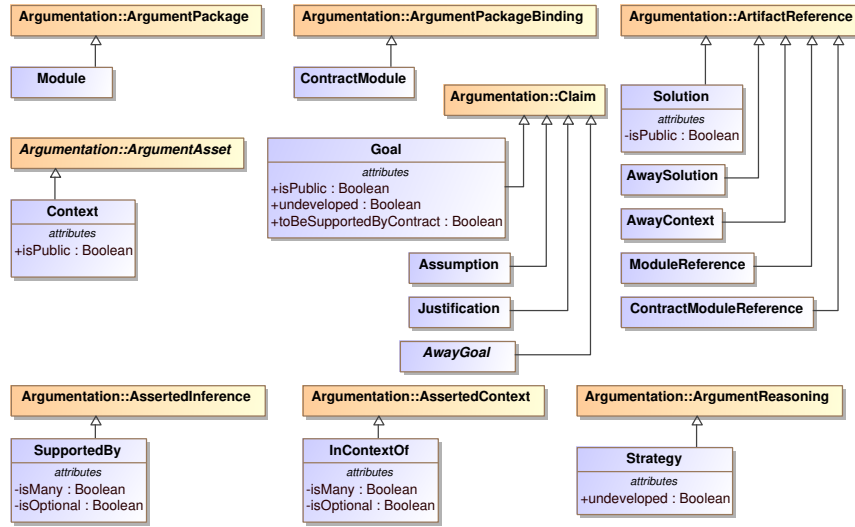 Argumentation::ArgumentPackage
Module
Argumentation::ArgumentPackageBinding
ContractModule
Argumentation::ArtifactReference
Solution
attributes
-isPublic : Boolean
AwaySolution
AwayContext
ModuleReference
ContractModuleReference
Argumentation::Claim
Goal
attributes
+isPublic : Boolean
+undeveloped : Boolean
+toBeSupportedByContract : Boolean
Assumption
Justification
AwayGoal
Argumentation::ArgumentAsset
Context
attributes
+isPublic : Boolean
Argumentation::AssertedInference
SupportedBy
attributes
-isMany : Boolean
-isOptional : Boolean
Argumentation::AssertedContext
InContextOf
attributes
-isMany : Boolean
-isOptional : Boolean
Argumentation::ArgumentReasoning
Strategy
attributes
+undeveloped : Boolean